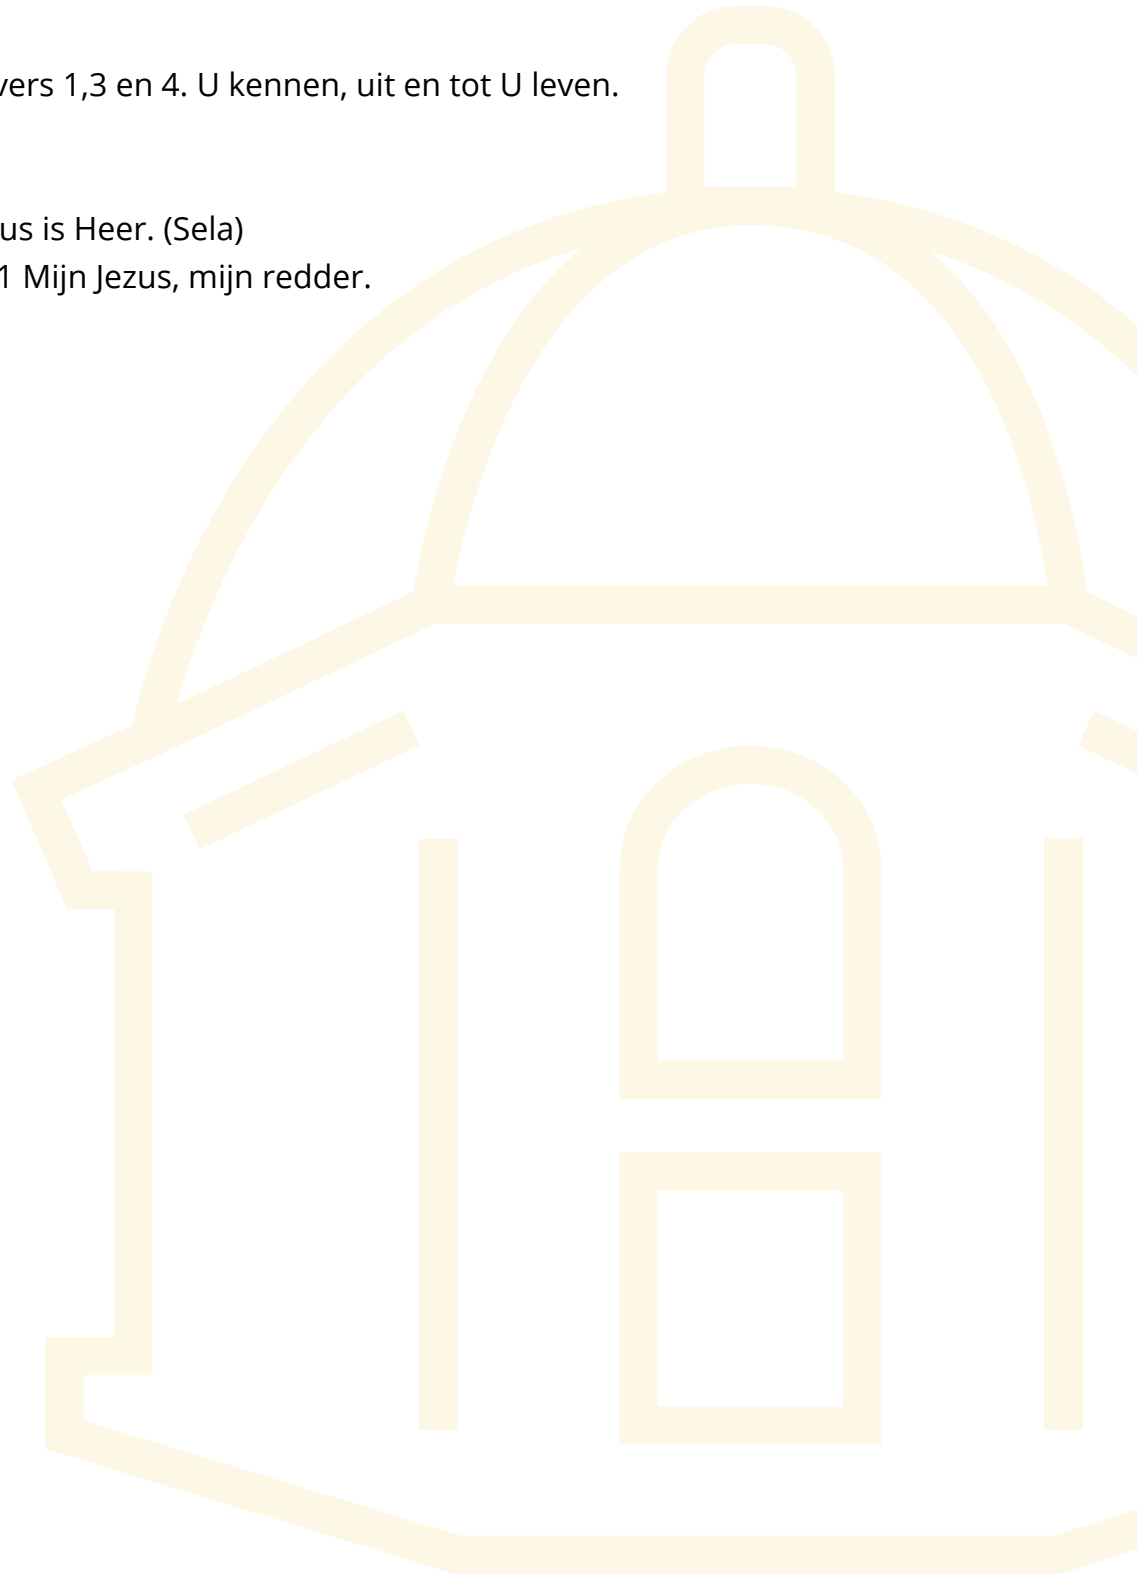 vers 1,3 en 4. U kennen, uit en tot U leven.
us is Heer. (Sela)
1 Mijn Jezus, mijn redder.